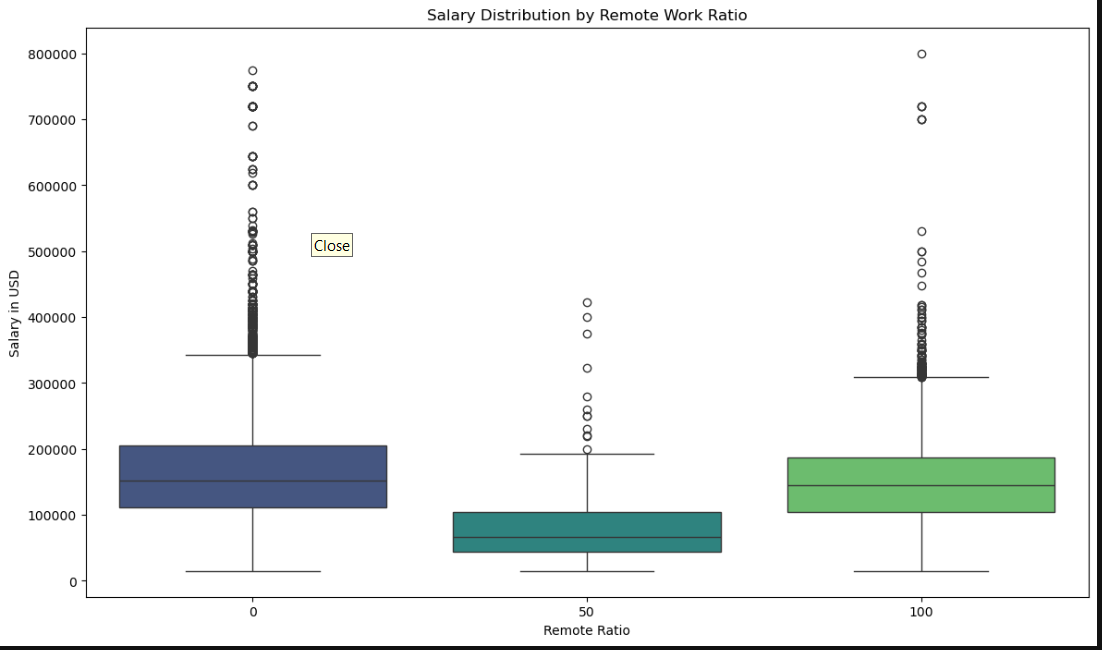 Salary Distribution by Remote Work Ratio
800000
700000
600000
500000
400000
300000
200000
100000
0
Salary in USD
Close
0 50 100
Remote Ratio